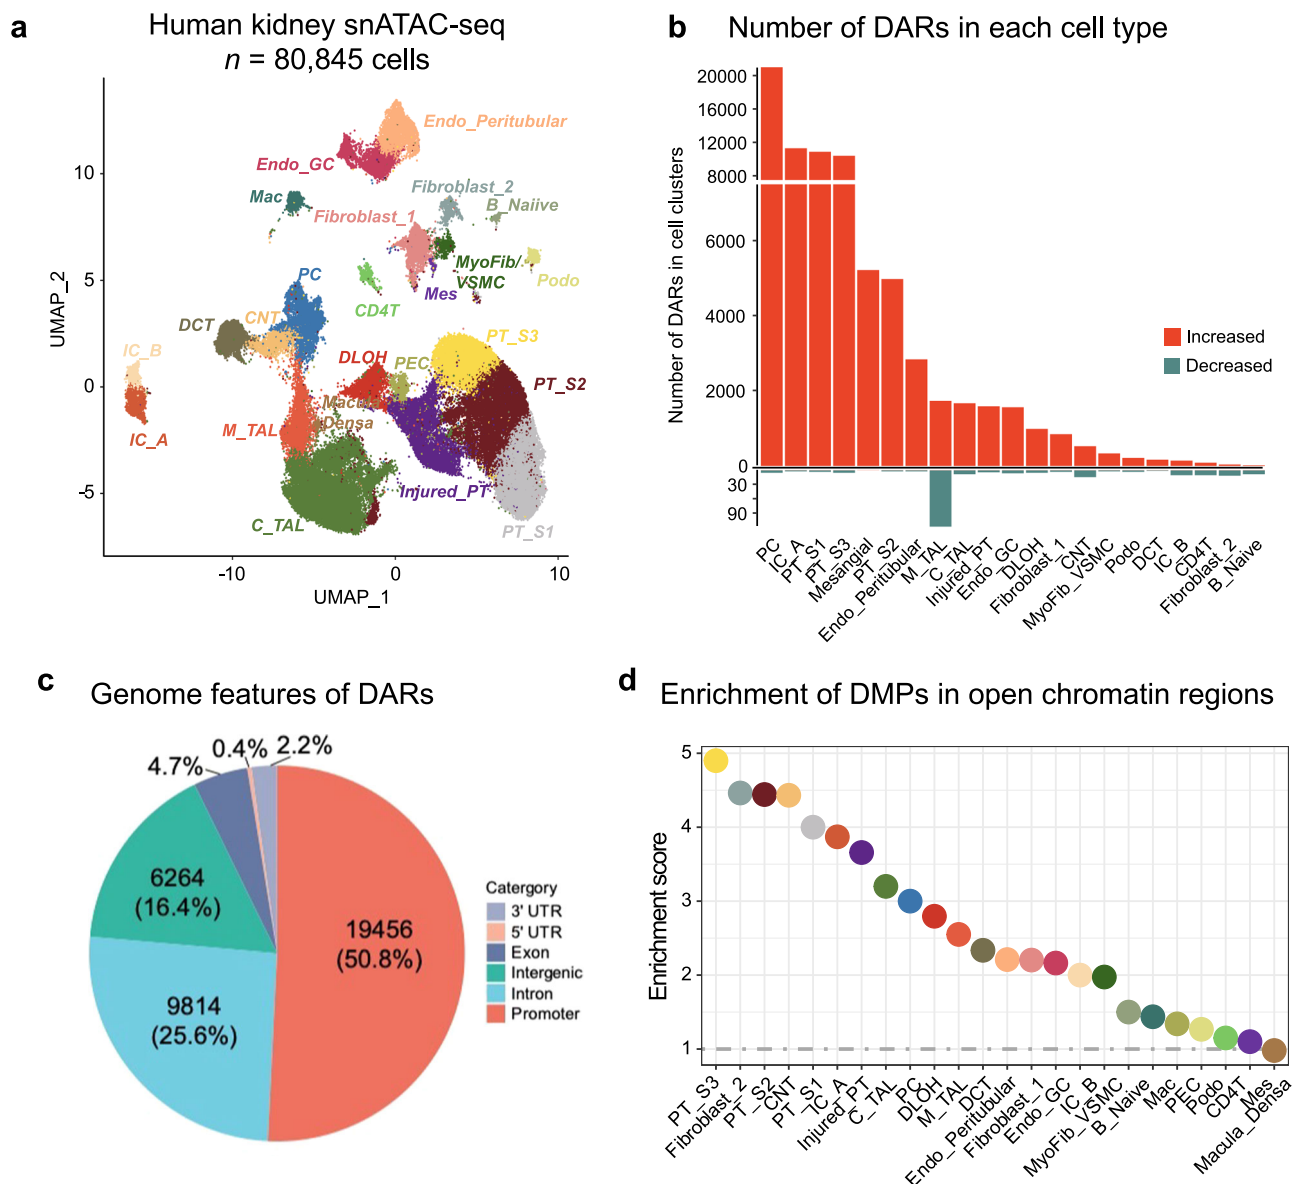 a
Human kidney snATAC-seq
n = 80,845 cells
Endo_Peritubular
Endo_GC
Mac
Fibroblast_2
B_Naiive
Fibroblast_1
MyoFib/
VSMC
Podo
Mes
PC
CD4T
DCT
CNT
IC_B
IC_A
DLOH
PEC
PT_S3
PT_S2
Macula
Densa
M_TAL
Injured_PT
C_TAL
PT_S1
UMAP_2
10
5
0
-5
-10
0
10
UMAP_1
b
Number of DARs in each cell type
Number of DARs in cell clusters
20000
16000
12000
8000
6000
4000
2000
0
30
90
Increased
Decreased
PC
IC_A
PT_S1
PT_S3
Mesangial
PT_S2
Endo_Peritubular
M_TAL
C_TAL
Injured_PT
Endo_GC
DLOH
Fibroblast_1
CNT
MyoFib_VSMC
Podo
DCT
IC_B
CD4T
Fibroblast_2
B_Naive
c
Genome features of DARs
4.7%
0.4%
2.2%
6264
(16.4%)
19456
(50.8%)
9814
(25.6%)
Catergory
3' UTR
5' UTR
Exon
Intergenic
Intron
Promoter
d
Enrichment of DMPs in open chromatin regions
Enrichment score
5
4
3
2
1
PT_S3
Fibroblast_2
PT_S2
CNT
PT_S1
IC_A
Injured_PT
C_TAL
PC
DLOH
M_TAL
DCT
Endo_Peritubular
Fibroblast_1
Endo_GC
IC_B
MyoFib_VSMC
B_Naive
Mac
PEC
Podo
CD4T
Mes
Macula_Densa